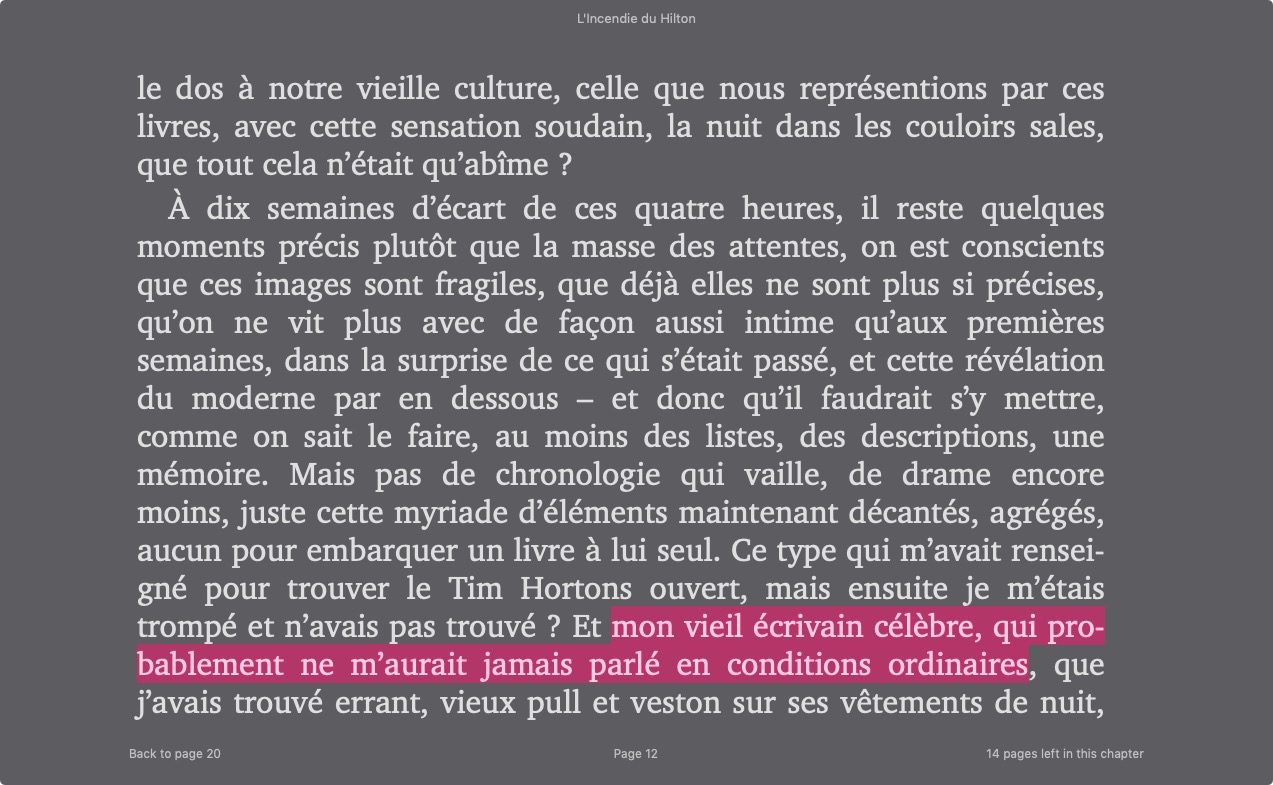 L'Incendie du Hilton
le dos à notre vieille culture, celle que nous représentions par ces
livres, avec cette sensation soudain, la nuit dans les couloirs sales,
que tout cela n’était qu’abîme ?
À dix semaines d’écart de ces quatre heures, il reste quelques
moments précis plutôt que la masse des attentes, on est conscients
que ces images sont fragiles, que déjà elles ne sont plus si précises,
qu’on ne vit plus avec de façon aussi intime qu’aux premières
semaines, dans la surprise de ce qui s’était passé, et cette révélation
du moderne par en dessous – et donc qu’il faudrait s’y mettre,
comme on sait le faire, au moins des listes, des descriptions, une
mémoire. Mais pas de chronologie qui vaille, de drame encore
moins, juste cette myriade d’éléments maintenant décantés, agrégés,
aucun pour embarquer un livre à lui seul. Ce type qui m’avait rensei-
gné pour trouver le Tim Hortons ouvert, mais ensuite je m’étais
trompé et n’avais pas trouvé ? Et mon vieil écrivain célèbre, qui pro-
bablement ne m’aurait jamais parlé en conditions ordinaires, que
j’avais trouvé errant, vieux pull et veston sur ses vêtements de nuit,
Back to page 20
Page 12
14 pages left in this chapter